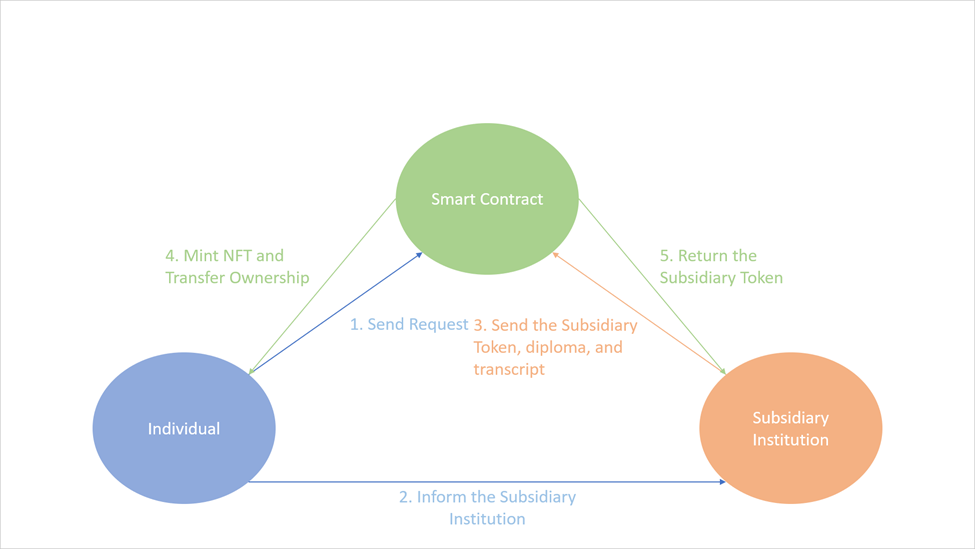 Smart Contract
4. Mint NFT and
Transfer Ownership
5. Return the
Subsidiary Token
1. Send Request
3. Send the Subsidiary
Token, diploma, and
transcript
Individual
Subsidiary
Institution
2. Inform the Subsidiary
Institution